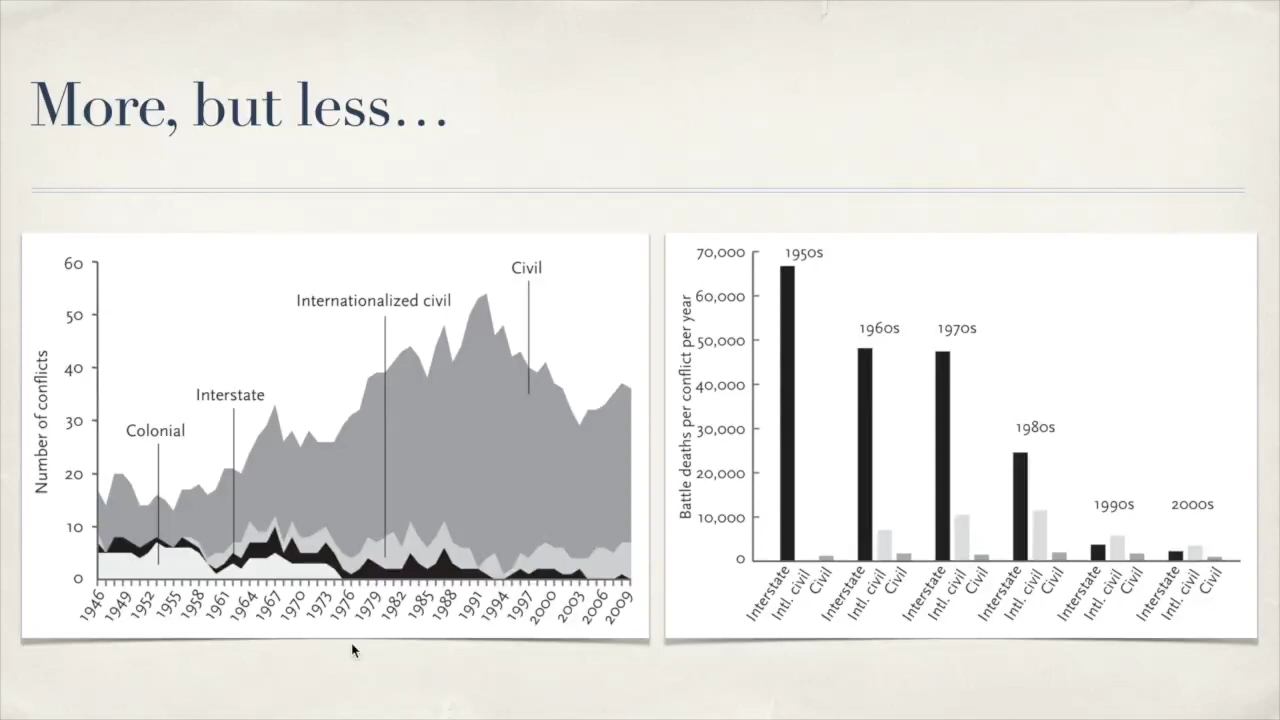 More, but less…
Number of conflicts
60
50
40
30
20
10
0
Colonial
Interstate
Internationalized civil
Civil
1946
1949
1952
1955
1958
1961
1964
1967
1970
1973
1976
1979
1982
1985
1988
1991
1994
1997
2000
2003
2006
2009
Battle deaths per conflict per year
70,000
60,000
50,000
40,000
30,000
20,000
10,000
0
1950s
1960s
1970s
1980s
1990s
2000s
Interstate
Intl. civil
Civil
Interstate
Intl. civil
Civil
Interstate
Intl. civil
Civil
Interstate
Intl. civil
Civil
Interstate
Intl. civil
Civil
Interstate
Intl. civil
Civil